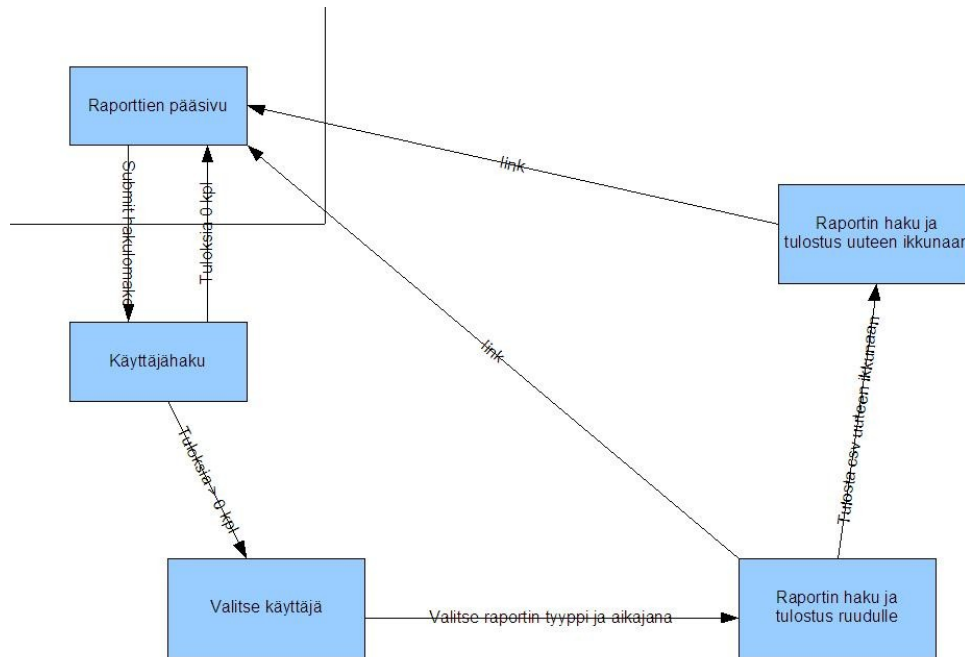 Raporttien pääsivu
Submit hakulomake
Tuloksia 0 kpl
link
Raportin haku ja
tulostus uuteen ikkunaan
Käyttäjähaku
link
Tulosta csv uuteen ikkunaan
Tuloksia > 0 kpl
Valitse käyttäjä
Valitse raportin tyyppi ja aikajana
Raportin haku ja
tulostus ruudulle